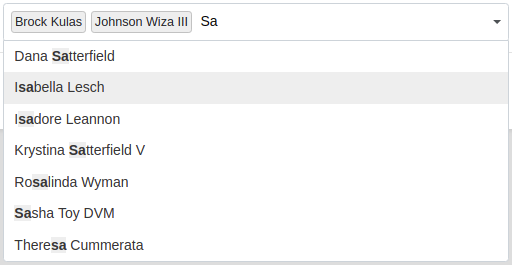 Brock Kulas Johnson Wiza III Sa
Dana Satterfield
Isabella Lesch
Isadore Leannon
Krystina Satterfield V
Rosalinda Wyman
Sasha Toy DVM
Theresa Cummerata